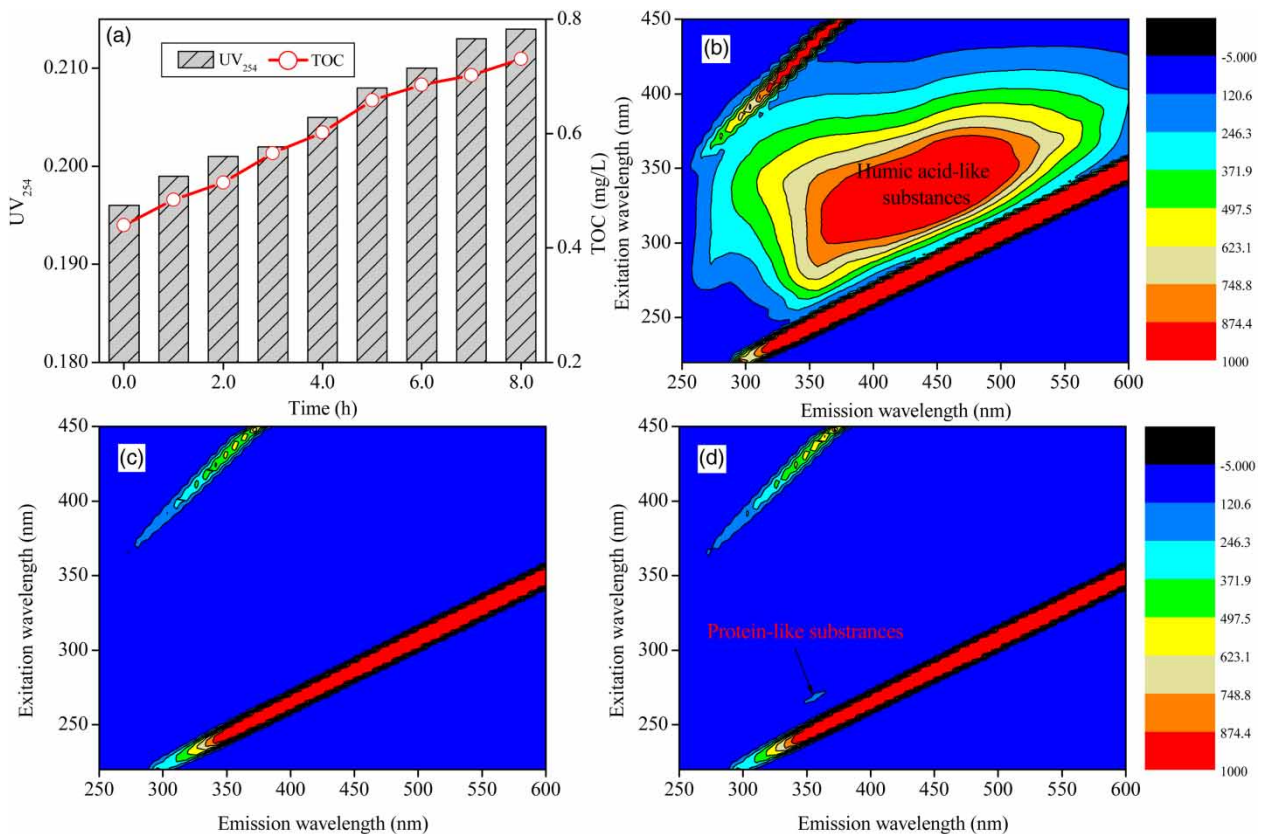 (a)
UV254
TOC
0.210
0.200
0.190
0.180
UV254
0.8
0.6
0.4
0.2
TOC (mg/L)
0.0 2.0 4.0 6.0 8.0
Time (h)
(b)
450
400
350
300
250
Exitation wavelength (nm)
Humic acid-like
substances
250 300 350 400 450 500 550 600
Emission wavelength (nm)
-5.000
120.6
246.3
371.9
497.5
623.1
748.8
874.4
1000
(c)
450
400
350
300
250
Exitation wavelength (nm)
250 300 350 400 450 500 550 600
Emission wavelength (nm)
(d)
450
400
350
300
250
Exitation wavelength (nm)
Protein-like substrances
250 300 350 400 450 500 550 600
Emission wavelength (nm)
-5.000
120.6
246.3
371.9
497.5
623.1
748.8
874.4
1000